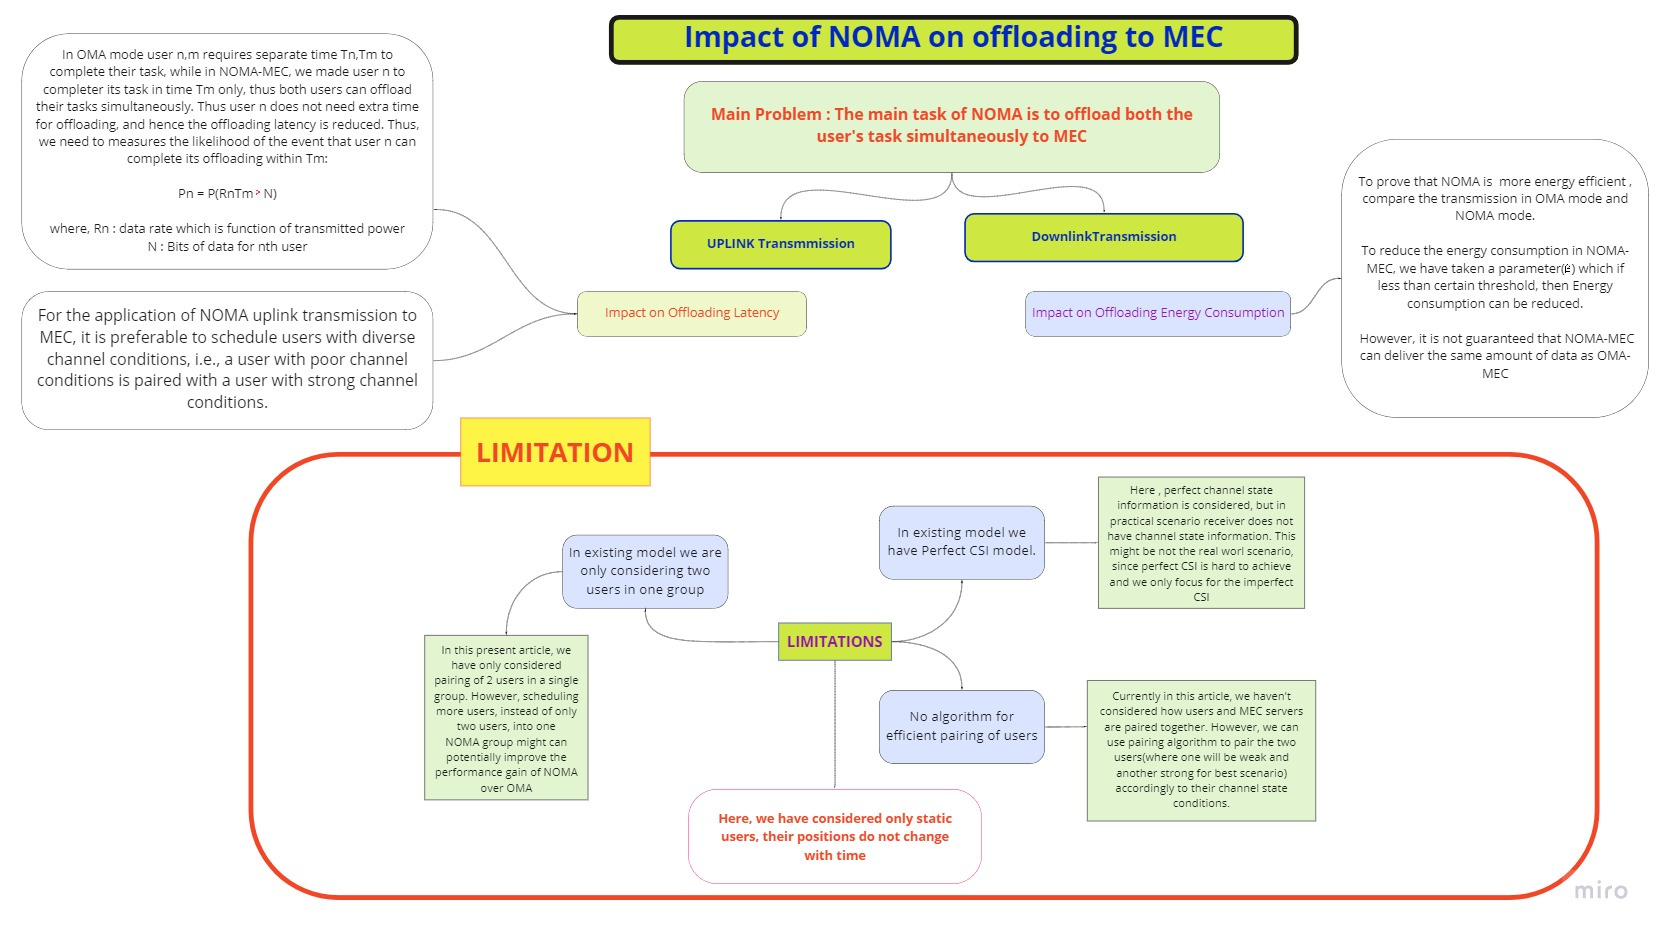 Impact of NOMA on offloading to MEC
Main Problem : The main task of NOMA is to offload both the
user's task simultaneously to MEC
UPLINK Transmmission
DownlinkTransmission
In OMA mode user n,m requires separate time Tn,Tm to
complete their task, while in NOMA-MEC, we made user n to
completer its task in time Tm only, thus both users can offload
their tasks simultaneously. Thus user n does not need extra time
for offloading, and hence the offloading latency is reduced. Thus,
we need to measures the likelihood of the event that user n can
complete its offloading within Tm:
Pn = P(RnTm > N)
where, Rn : data rate which is function of transmitted power
N : Bits of data for nth user
For the application of NOMA uplink transmission to
MEC, it is preferable to schedule users with diverse
channel conditions, i.e., a user with poor channel
conditions is paired with a user with strong channel
conditions.
Impact on Offloading Latency
Impact on Offloading Energy Consumption
To prove that NOMA is  more energy efficient ,
compare the transmission in OMA mode and
NOMA mode.
To reduce the energy consumption in NOMA-
MEC, we have taken a parameter() which if
less than certain threshold, then Energy
consumption can be reduced.
However, it is not guaranteed that NOMA-MEC
can deliver the same amount of data as OMA-
MEC
LIMITATION
In existing model we are
only considering two
users in one group
In this present article, we
have only considered
pairing of 2 users in a single
group. However, scheduling
more users, instead of only
two users, into one
NOMA group might can
potentially improve the
performance gain of NOMA
over OMA
LIMITATIONS
In existing model we
have Perfect CSI model.
Here , perfect channel state
information is considered, but in
practical scenario receiver does not
have channel state information. This
might be not the real worl scenario,
since perfect CSI is hard to achieve
and we only focus for the imperfect
CSI
No algorithm for
efficient pairing of users
Currently in this article, we haven't
considered how users and MEC servers
are paired together. However, we can
use pairing algorithm to pair the two
users(where one will be weak and
another strong for best scenario)
accordingly to their channel state
conditions.
Here, we have considered only static
users, their positions do not change
with time
miro